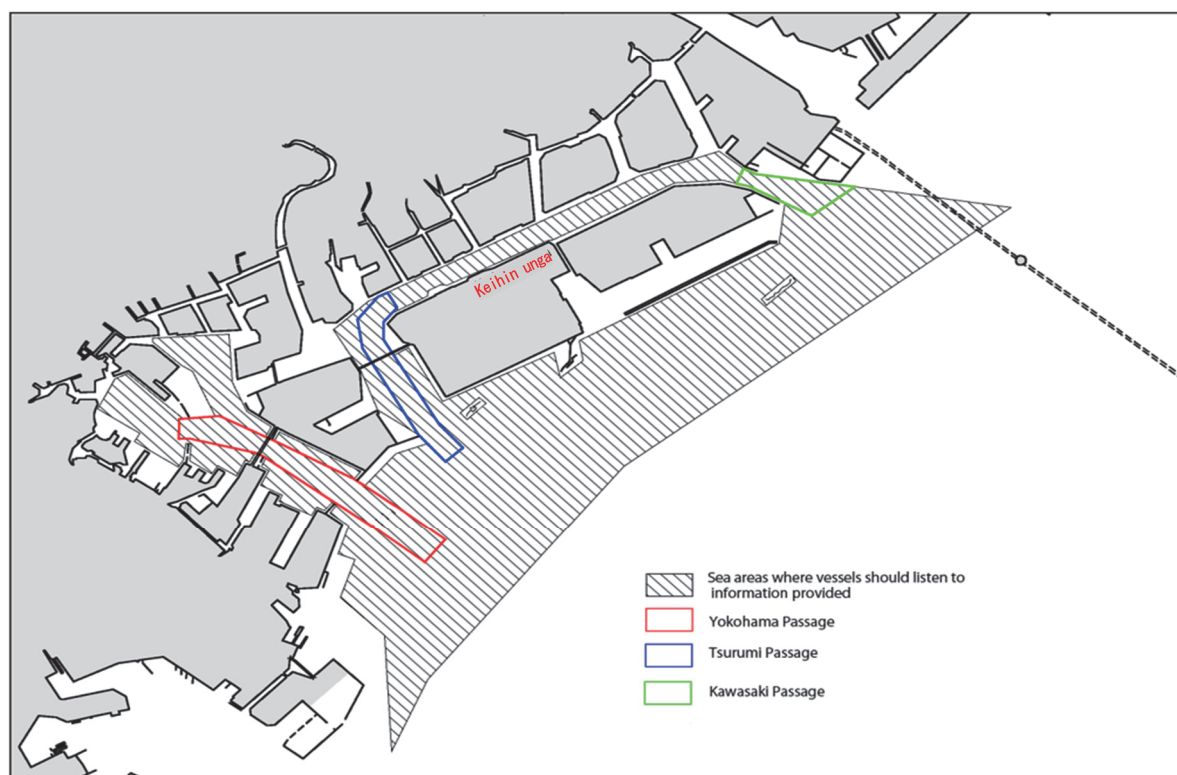 Keihin unga
Sea areas where vessels should listen to
information provided
Yokohama Passage
Tsurumi Passage
Kawasaki Passage